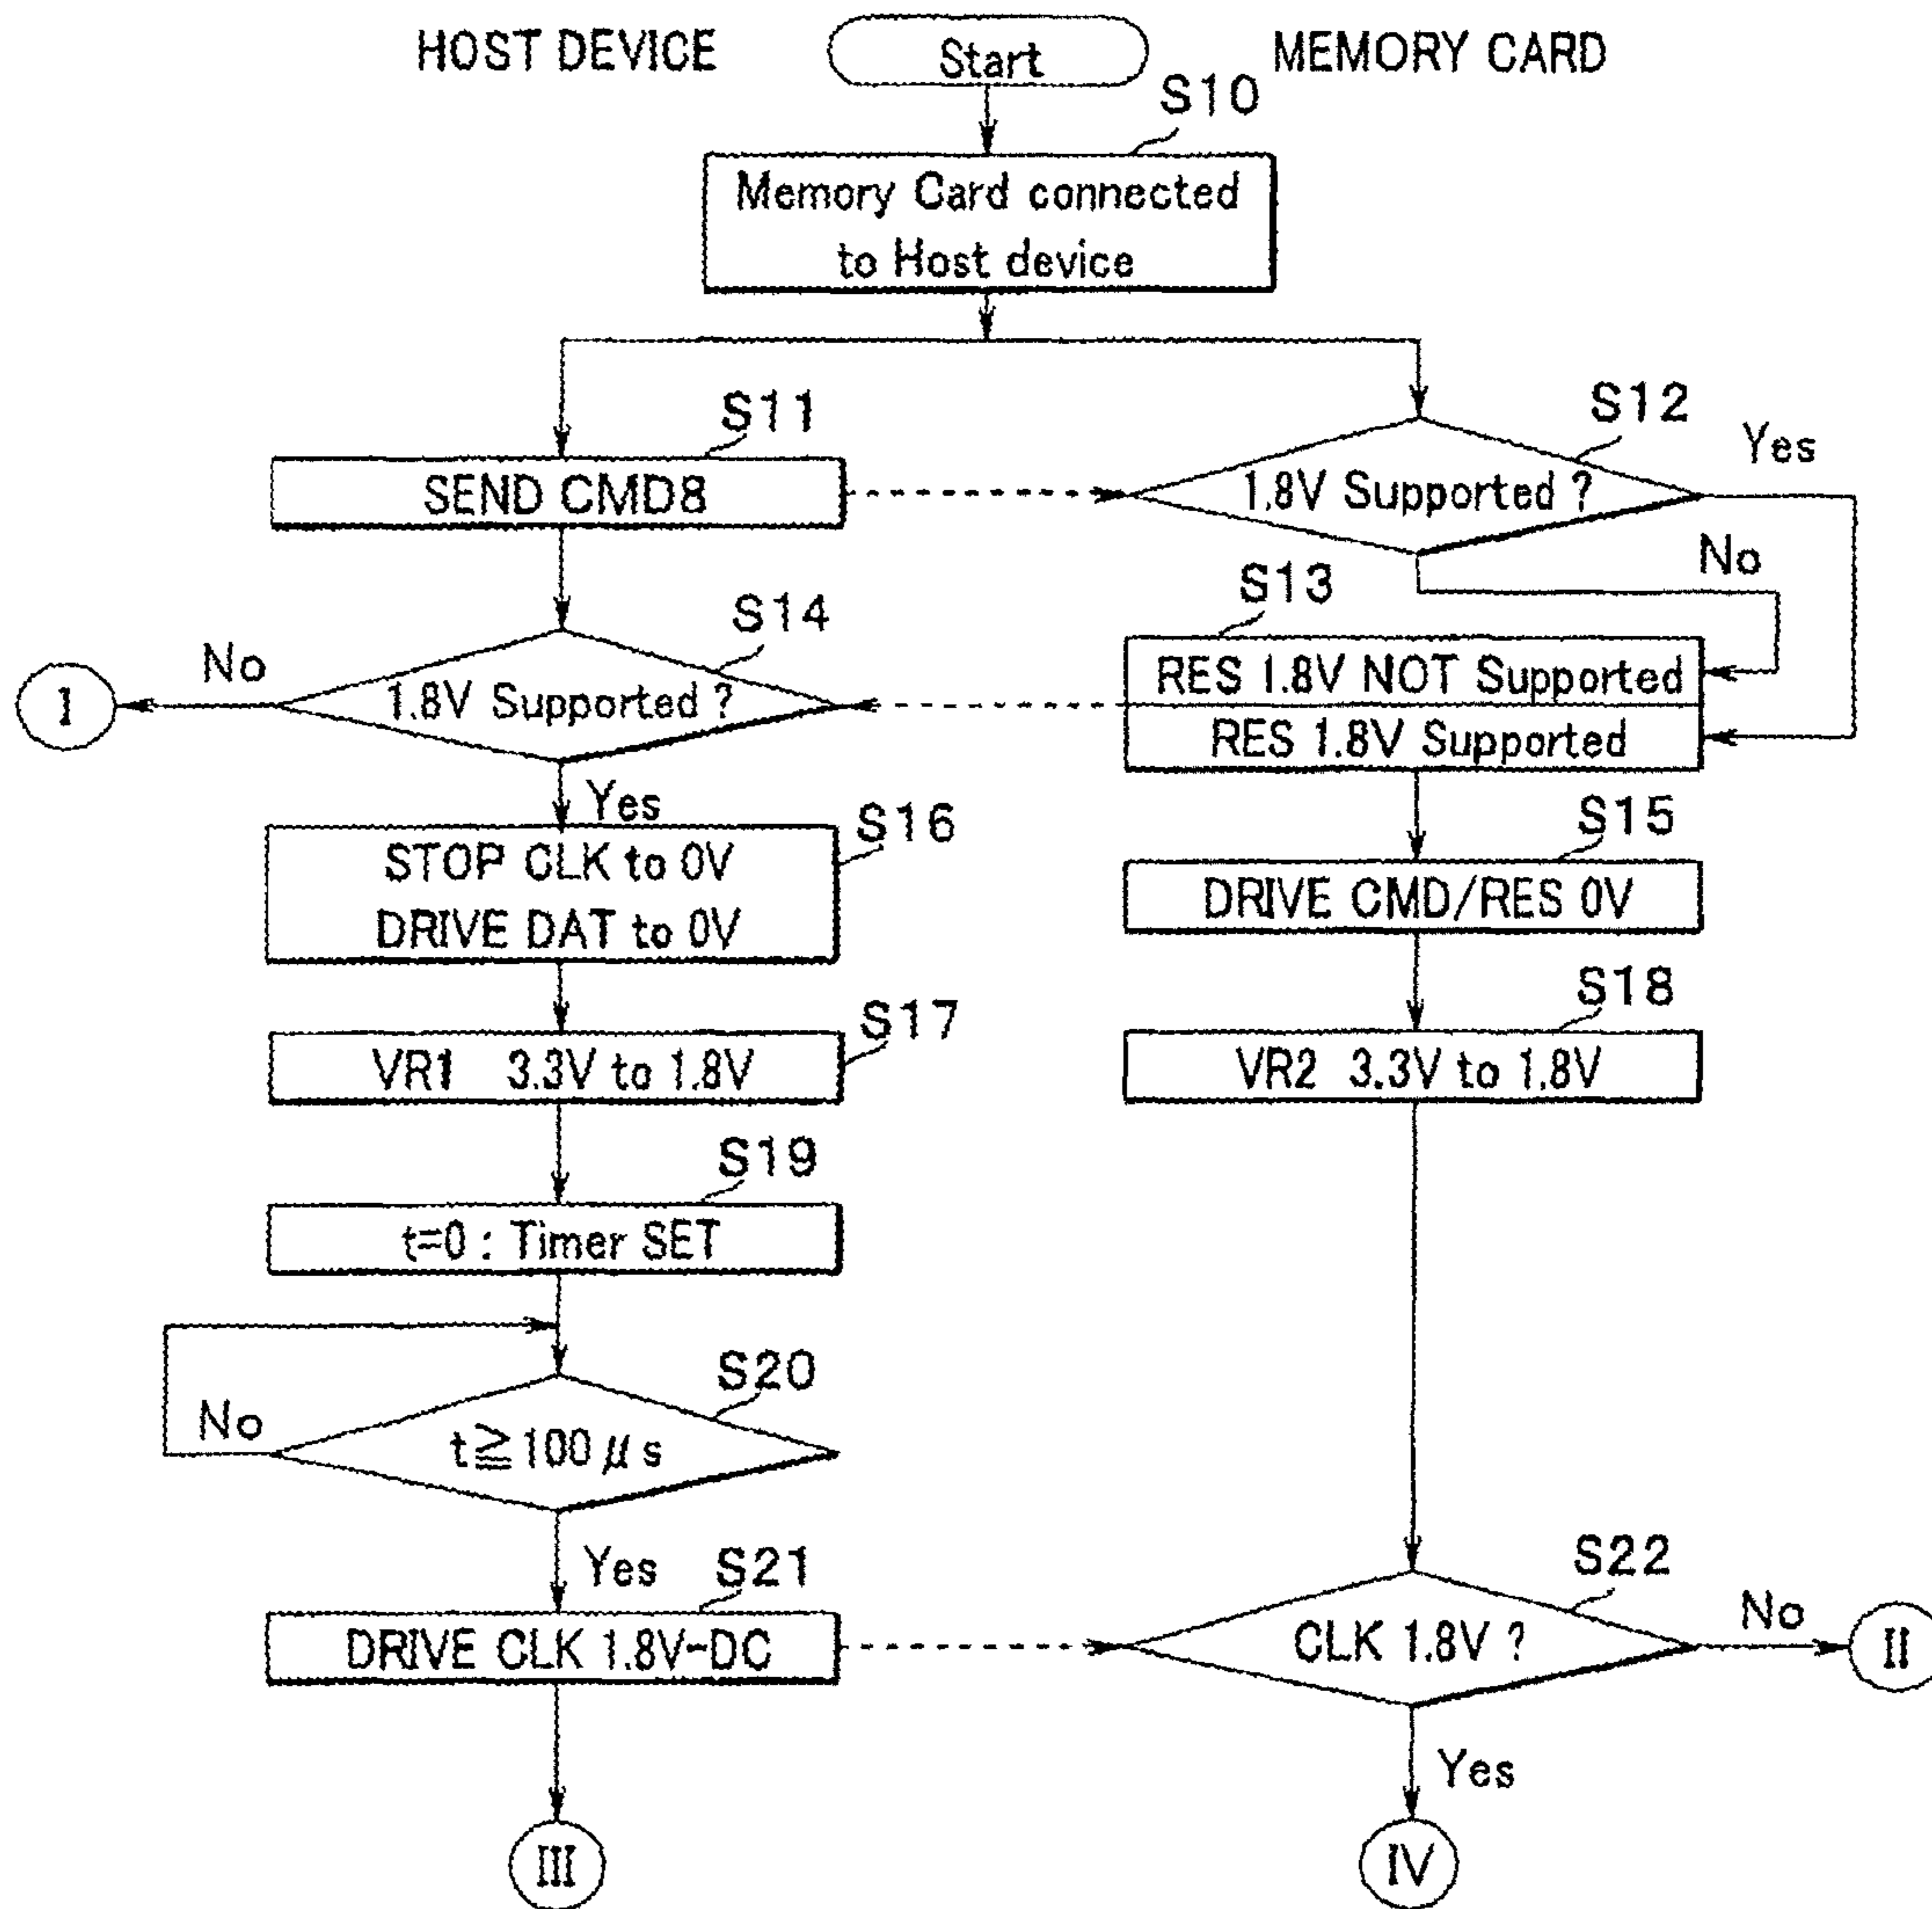 HOST DEVICE
Start
MEMORY CARD
S10
Memory Card connected
to Host device
S11
SEND CMD8
S12
1.8V Supported ?
Yes
No
S13
RES 1.8V NOT Supported
RES 1.8V Supported
S14
1.8V Supported ?
No
I
Yes
S16
STOP CLK to 0V
DRIVE DAT to 0V
S15
DRIVE CMD/RES 0V
S17
VR1 3.3V to 1.8V
S18
VR2 3.3V to 1.8V
S19
t=0 : Timer SET
S20
t≧100μs
No
Yes
S21
DRIVE CLK 1.8V-DC
S22
CLK 1.8V ?
No
II
Yes
III
IV